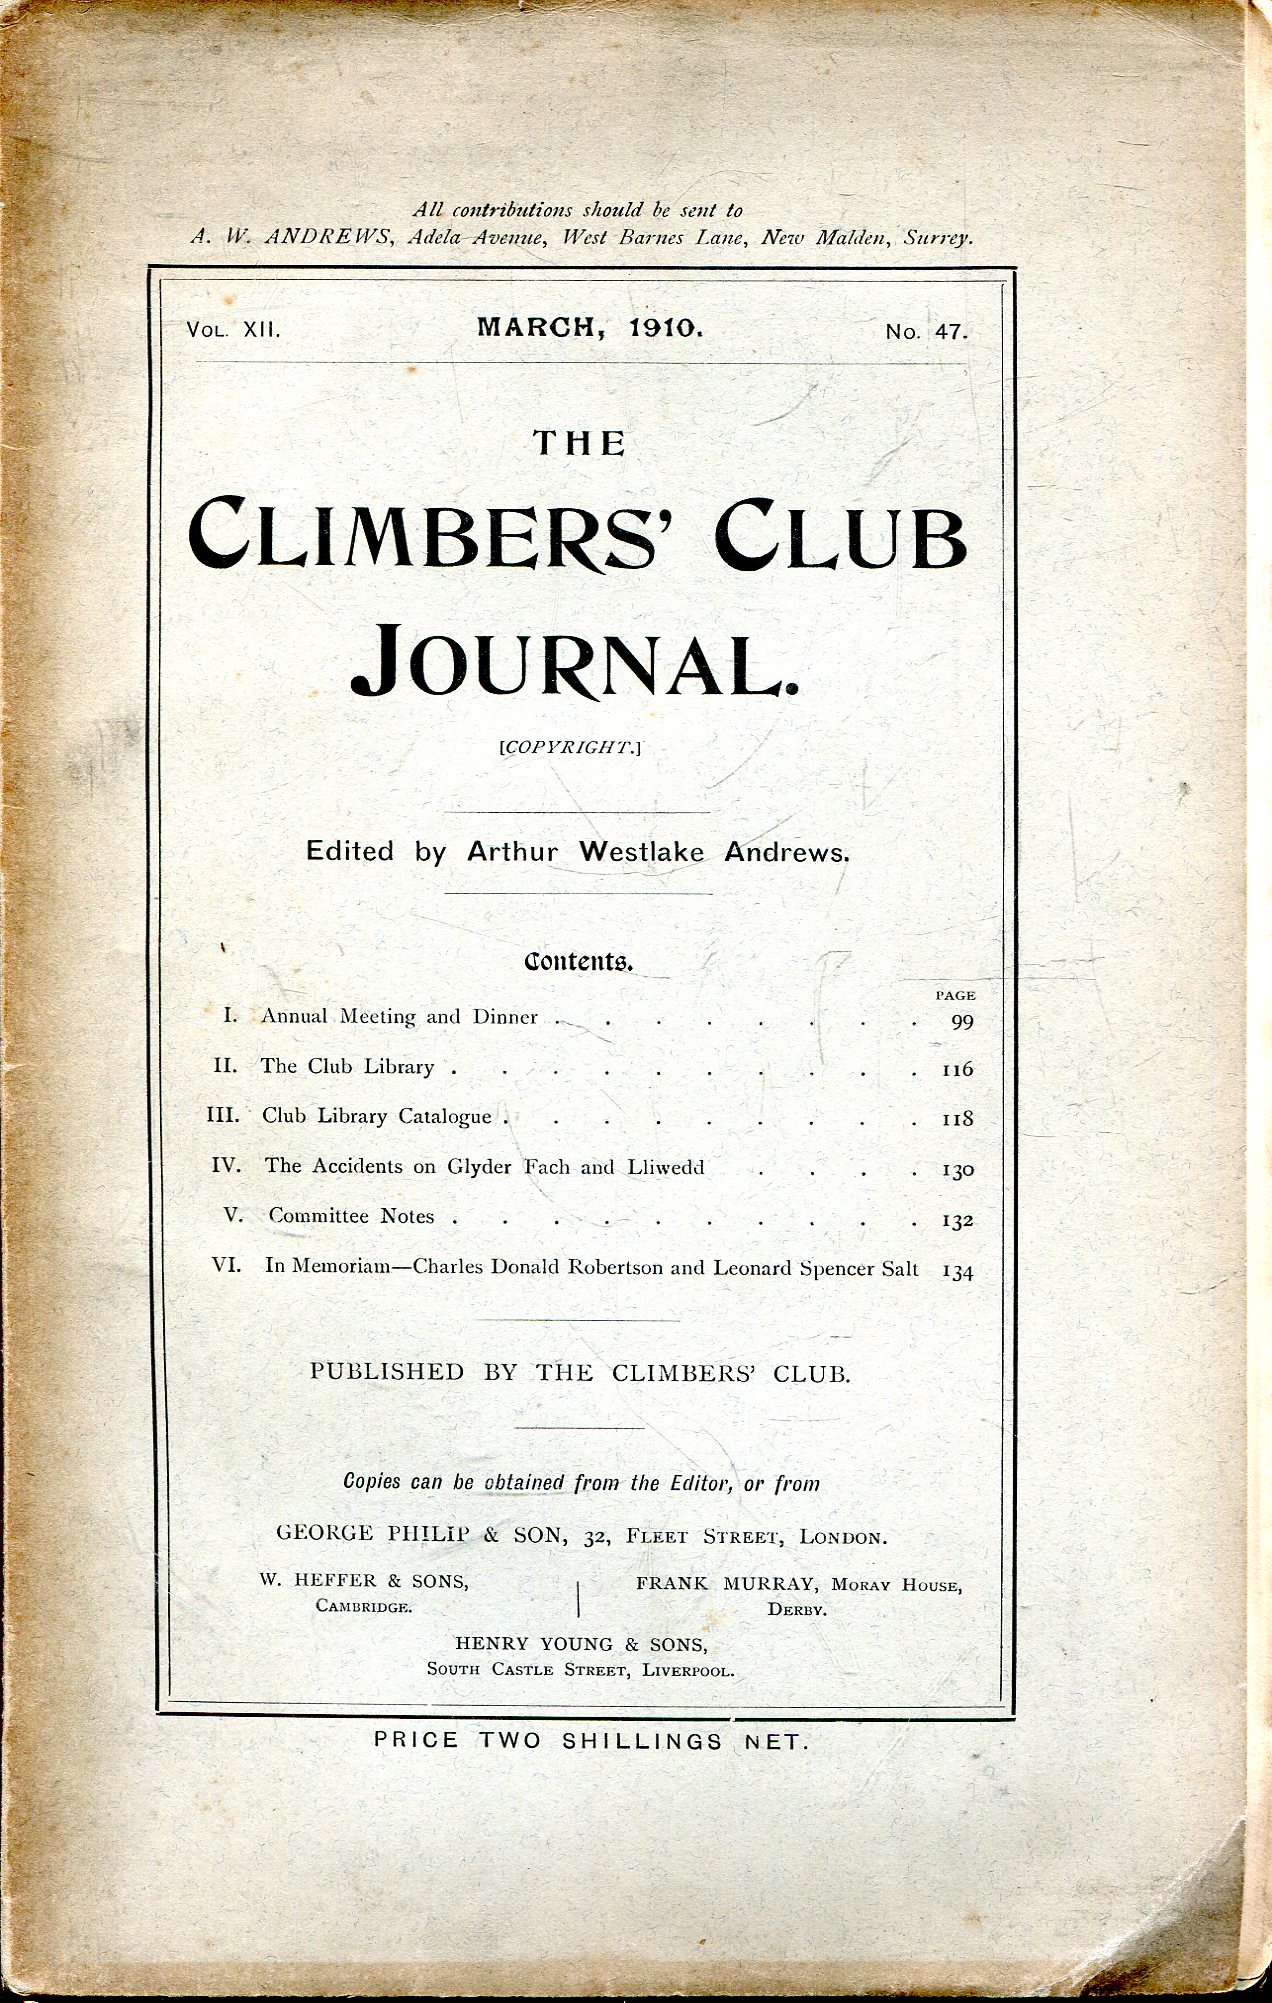 All contributions should be sent to
A. W. ANDREWS, Adela Avenue, West Barnes Lane, New Malden, Surrey.
VOL. XII. MARCH, 1910. No. 47.
THE
CLIMBERS' CLUB
JOURNAL.
[COPYRIGHT.]
Edited by Arthur Westlake Andrews.
Contents.
PAGE
I. Annual Meeting and Dinner . . . . . . . . 99
II. The Club Library . . . . . . . . . . 116
III. Club Library Catalogue . . . . . . . . . 118
IV. The Accidents on Glyder Fach and Lliwedd . . . . 130
V. Committee Notes . . . . . . . . . . 132
VI. In Memoriam—Charles Donald Robertson and Leonard Spencer Salt 134
PUBLISHED BY THE CLIMBERS' CLUB.
Copies can be obtained from the Editor, or from
GEORGE PHILIP & SON, 32, FLEET STREET, LONDON.
W. HEFFER & SONS, FRANK MURRAY, MORAY HOUSE,
CAMBRIDGE. DERBY.
HENRY YOUNG & SONS,
SOUTH CASTLE STREET, LIVERPOOL.
PRICE TWO SHILLINGS NET.